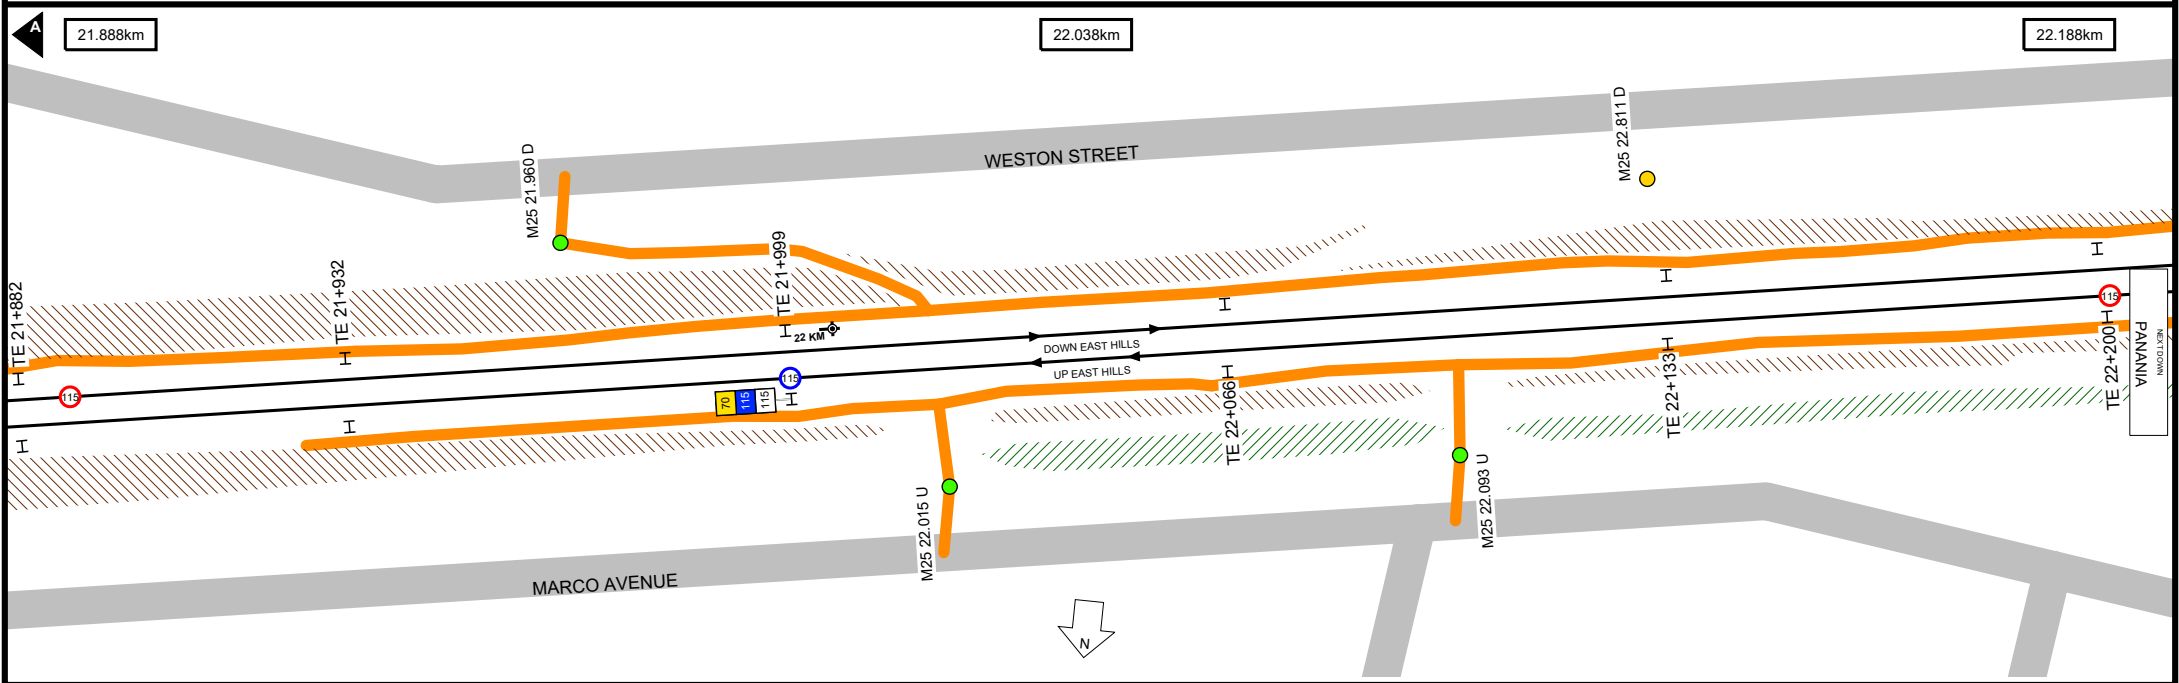 A
21.888km
22.038km
22.188km
WESTON STREET
M25 21.960 D
M25 22.811 D
TE 21+882
TE 21+932
TE 21+999
22 KM
DOWN EAST HILLS
UP EAST HILLS
115
115
115
70
115
115
TE 22+066
TE 22+133
TE 22+200
PANANIA
NEXT DOWN
M25 22.015 U
M25 22.093 U
MARCO AVENUE
N